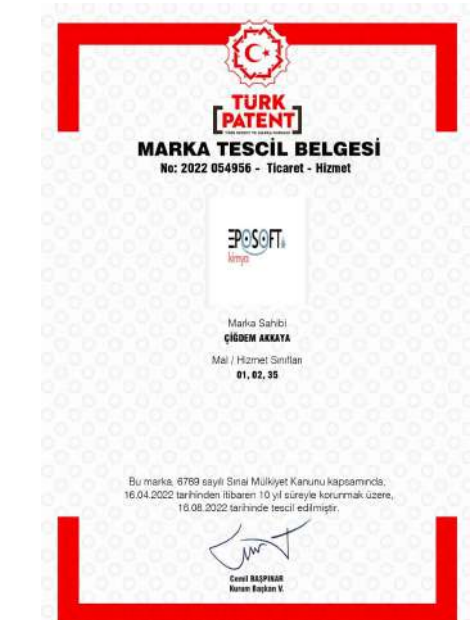 TÜRK
PATENT
MARKA TESCİL BELGESİ
No: 2022 054956 - Ticaret - Hizmet
EPOSOFT
kimya
Marka Sahibi
ÇİĞDEM AKKAYA
Mal / Hizmet Sınıfları
01, 02, 35
Bu marka, 6769 sayılı Sınai Mülkiyet Kanunu kapsamında,
16.04.2022 tarihinden itibaren 10 yıl süreyle korunmak üzere,
16.08.2022 tarihinde tescil edilmiştir.
Cemil BAŞPINAR
Kurum Başkan V.